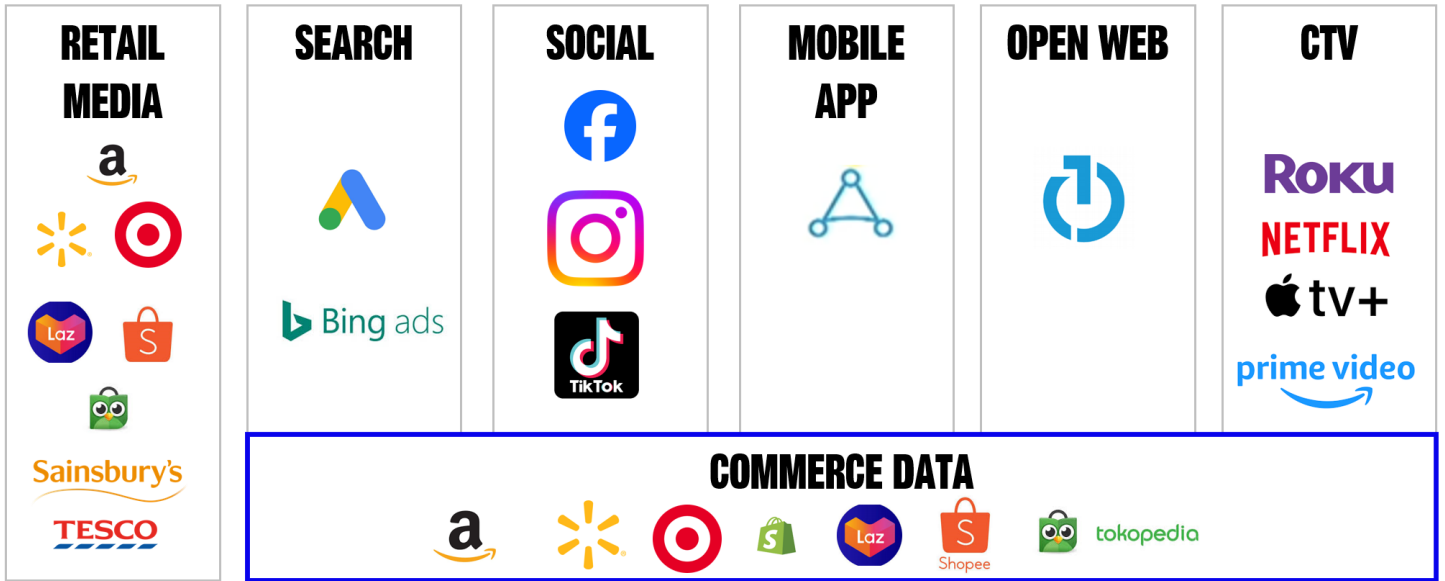 RETAIL
MEDIA
a
Laz
S
Sainsbury's
TESCO
SEARCH
Bing ads
SOCIAL
f
TikTok
MOBILE
APP
OPEN WEB
CTV
ROKU
NETFLIX
tv+
prime video
COMMERCE DATA
a
S
Laz
S
Shopee
tokopedia